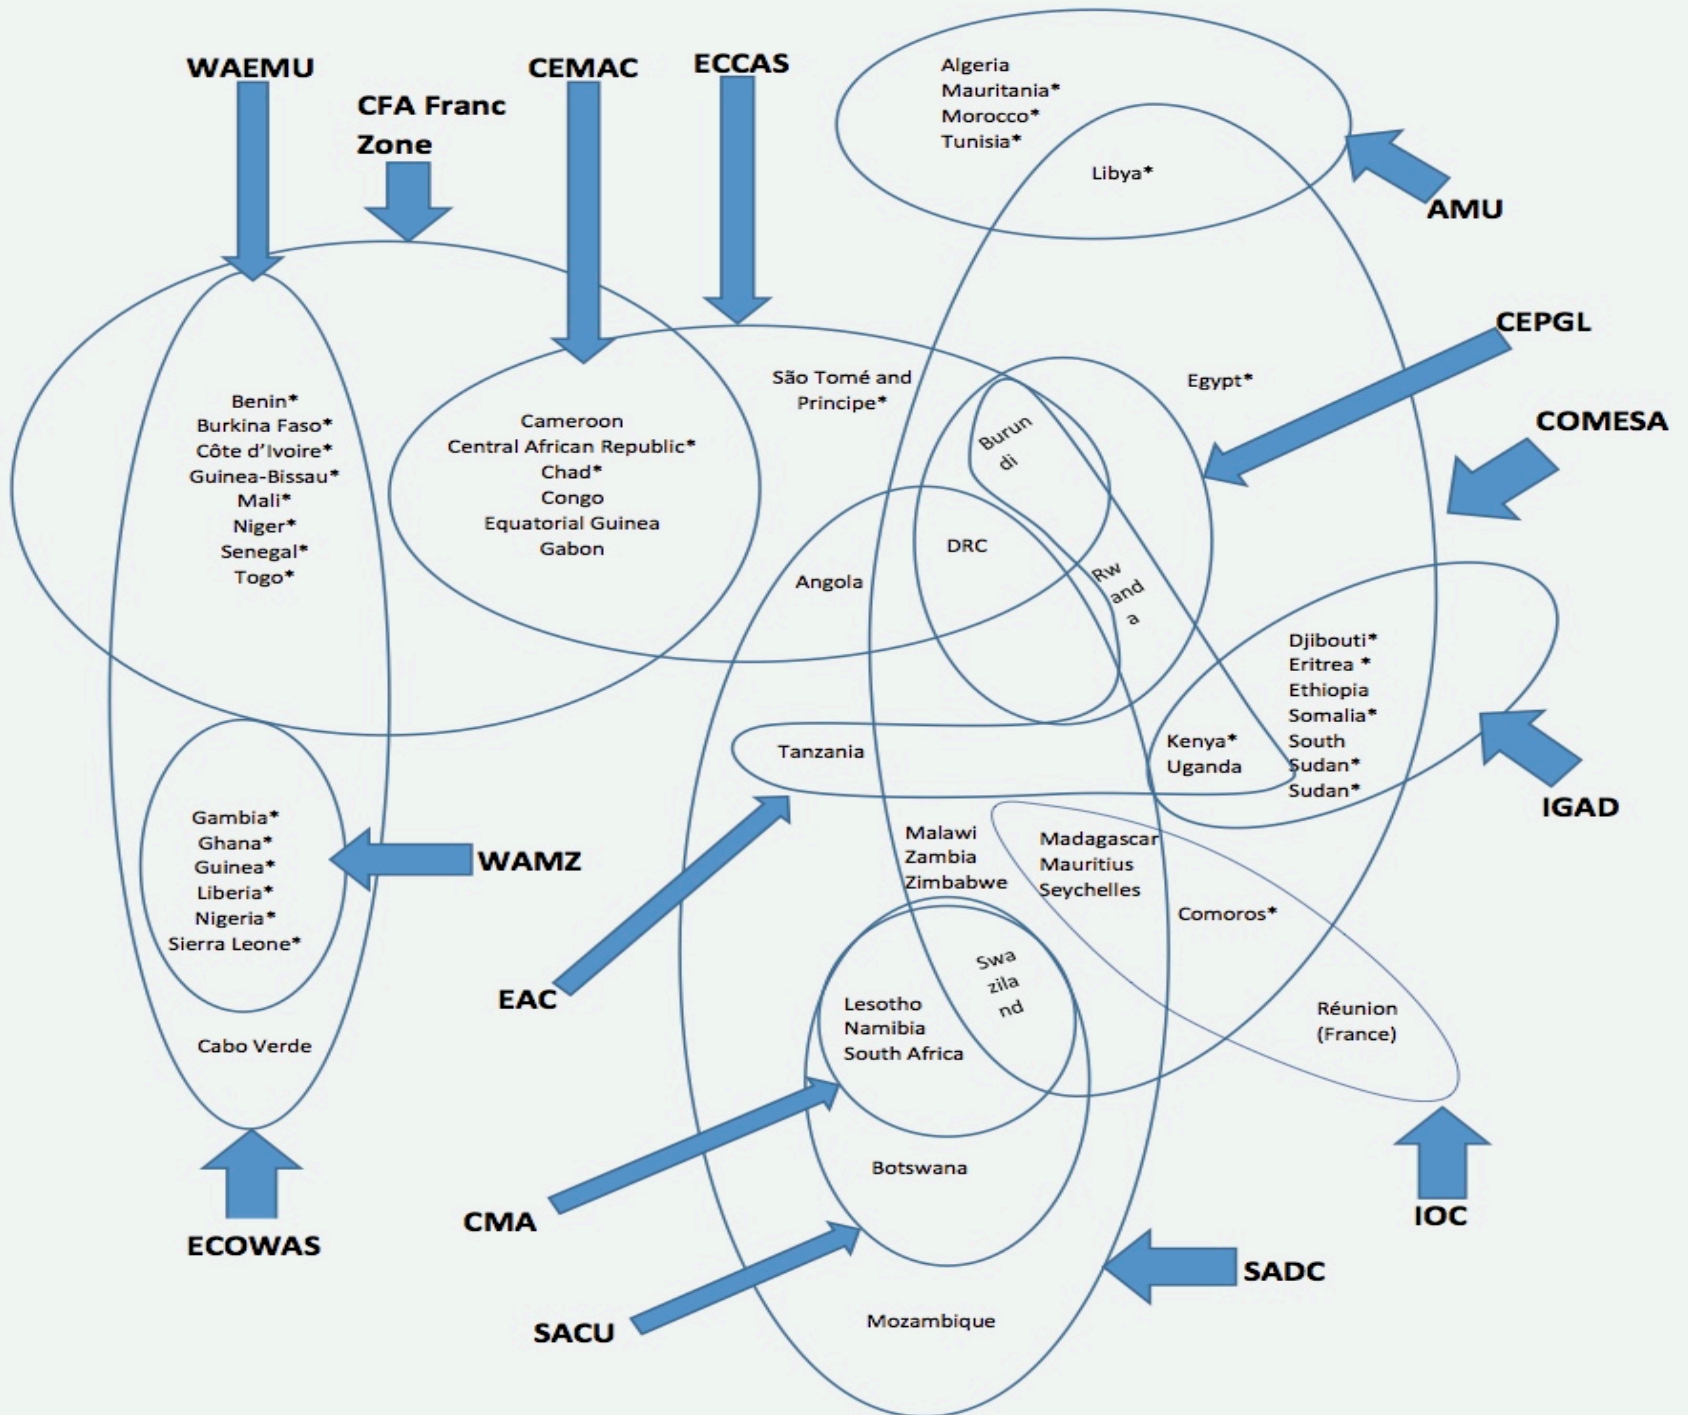 WAEMU
CFA Franc
Zone
CEMAC
ECCAS
Algeria
Mauritania*
Morocco*
Tunisia*
Libya*
AMU
CEPGL
COMESA
Benin*
Burkina Faso*
Côte d’Ivoire*
Guinea-Bissau*
Mali*
Niger*
Senegal*
Togo*
Cameroon
Central African Republic*
Chad*
Congo
Equatorial Guinea
Gabon
São Tomé and
Principe*
Egypt*
Burun
di
DRC
Angola
Rw
and
a
Djibouti*
Eritrea *
Ethiopia
Somalia*
South
Sudan*
Sudan*
Kenya*
Uganda
Tanzania
IGAD
Gambia*
Ghana*
Guinea*
Liberia*
Nigeria*
Sierra Leone*
WAMZ
Malawi
Zambia
Zimbabwe
Madagascar
Mauritius
Seychelles
Comoros*
EAC
Swa
zila
nd
Lesotho
Namibia
South Africa
Réunion
(France)
Cabo Verde
Botswana
CMA
IOC
ECOWAS
SADC
SACU
Mozambique